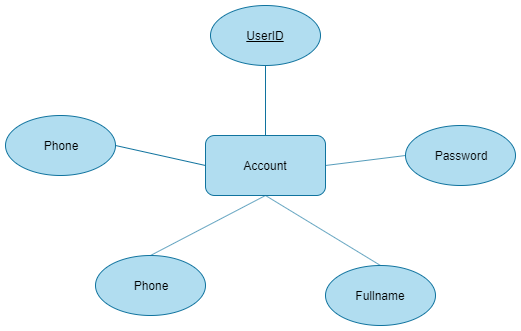 UserID
Phone
Account
Password
Phone
Fullname